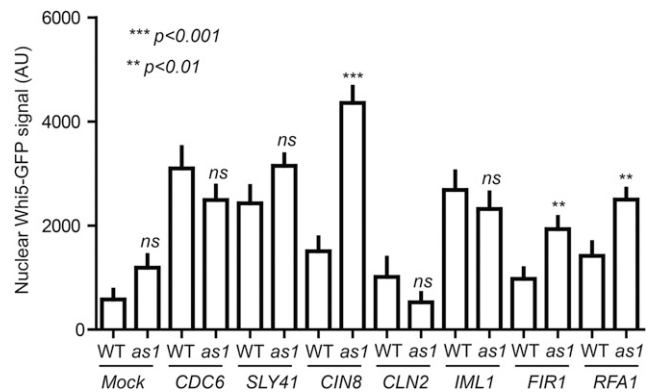 6000
*** p<0.001
** p<0.01
***
4000
ns
ns
ns
**
**
2000
ns
ns
0
Nuclear Whi5-GFP signal (AU)
WT as1 WT as1 WT as1 WT as1 WT as1 WT as1 WT as1 WT as1
Mock CDC6 SLY41 CIN8 CLN2 IML1 FIR1 RFA1